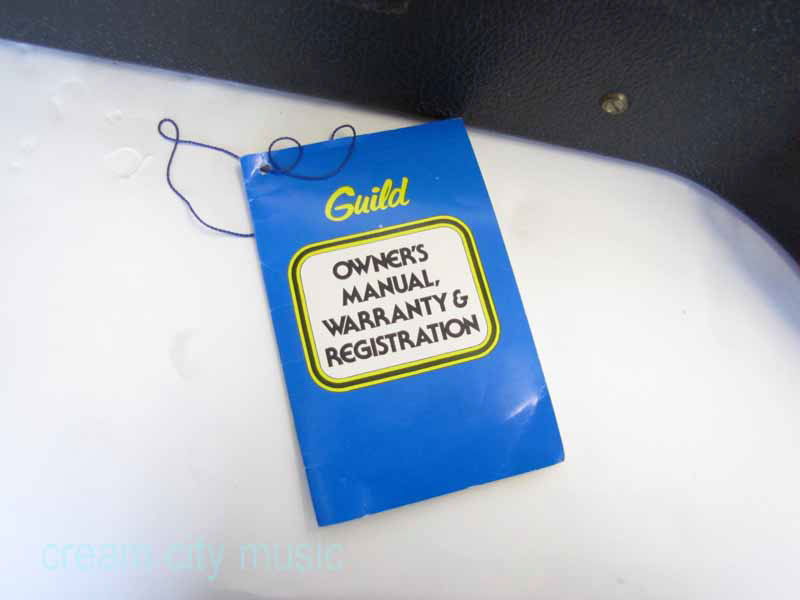 Guild
OWNER'S
MANUAL,
WARRANTY &
REGISTRATION
cream city music